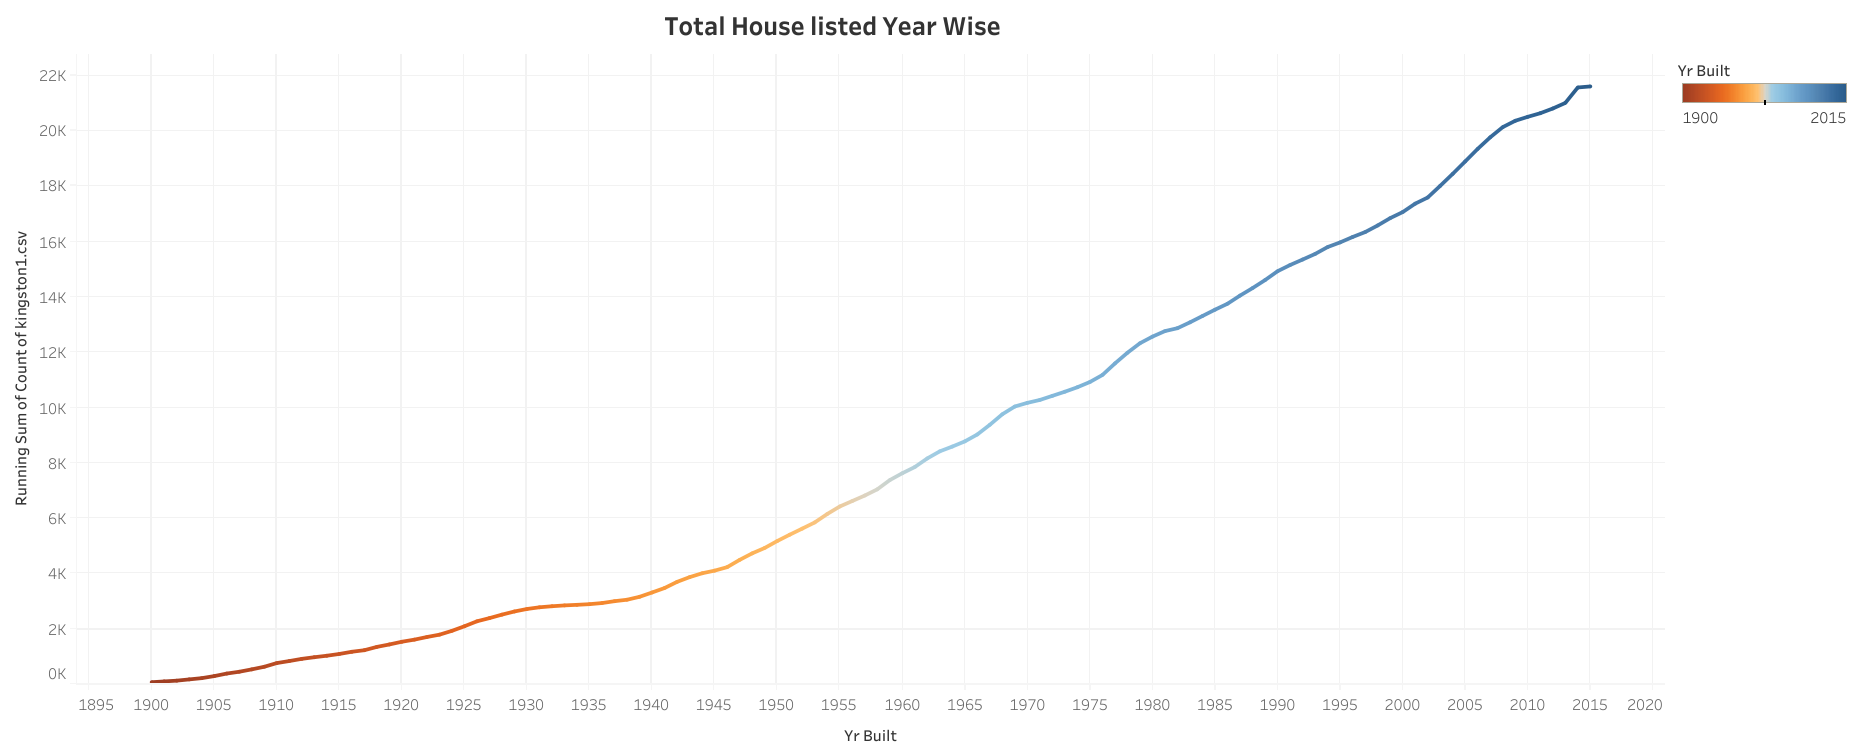 Total House listed Year Wise
Yr Built
1900 2015
Running Sum of Count of kingston1.csv
22K
20K
18K
16K
14K
12K
10K
8K
6K
4K
2K
0K
1895 1900 1905 1910 1915 1920 1925 1930 1935 1940 1945 1950 1955 1960 1965 1970 1975 1980 1985 1990 1995 2000 2005 2010 2015 2020
Yr Built